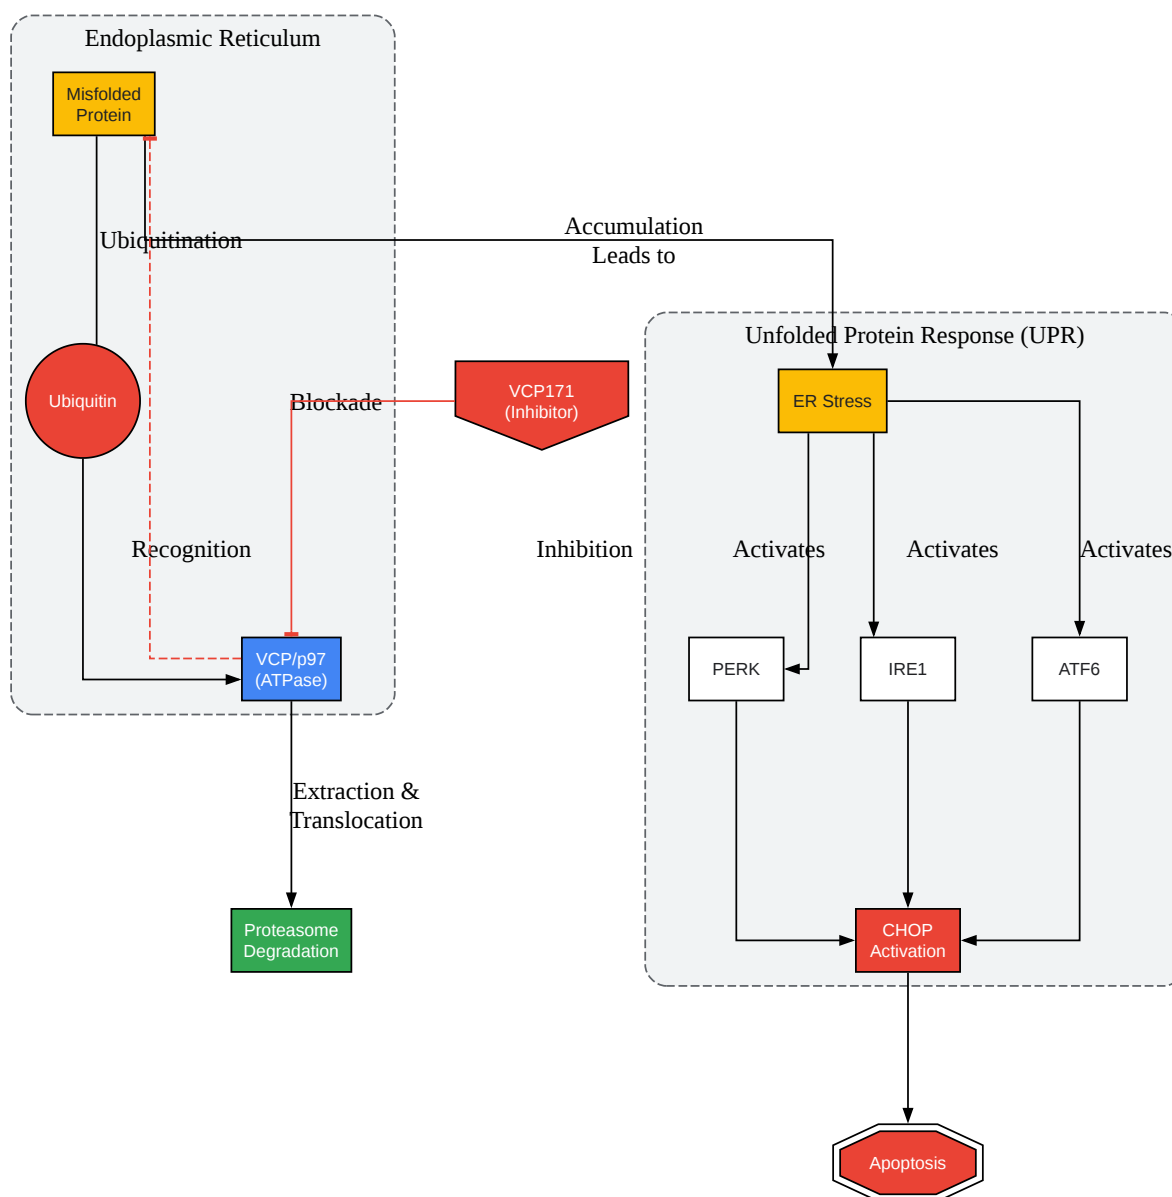 Endoplasmic Reticulum
Misfolded
Protein
Ubiquitination
Accumulation
Leads to
Unfolded Protein Response (UPR)
Ubiquitin
Blockade
VCP171
(Inhibitor)
ER Stress
Recognition
Inhibition
Activates
Activates
Activates
VCP/p97
(ATPase)
PERK
IRE1
ATF6
Extraction &
Translocation
Proteasome
Degradation
CHOP
Activation
Apoptosis